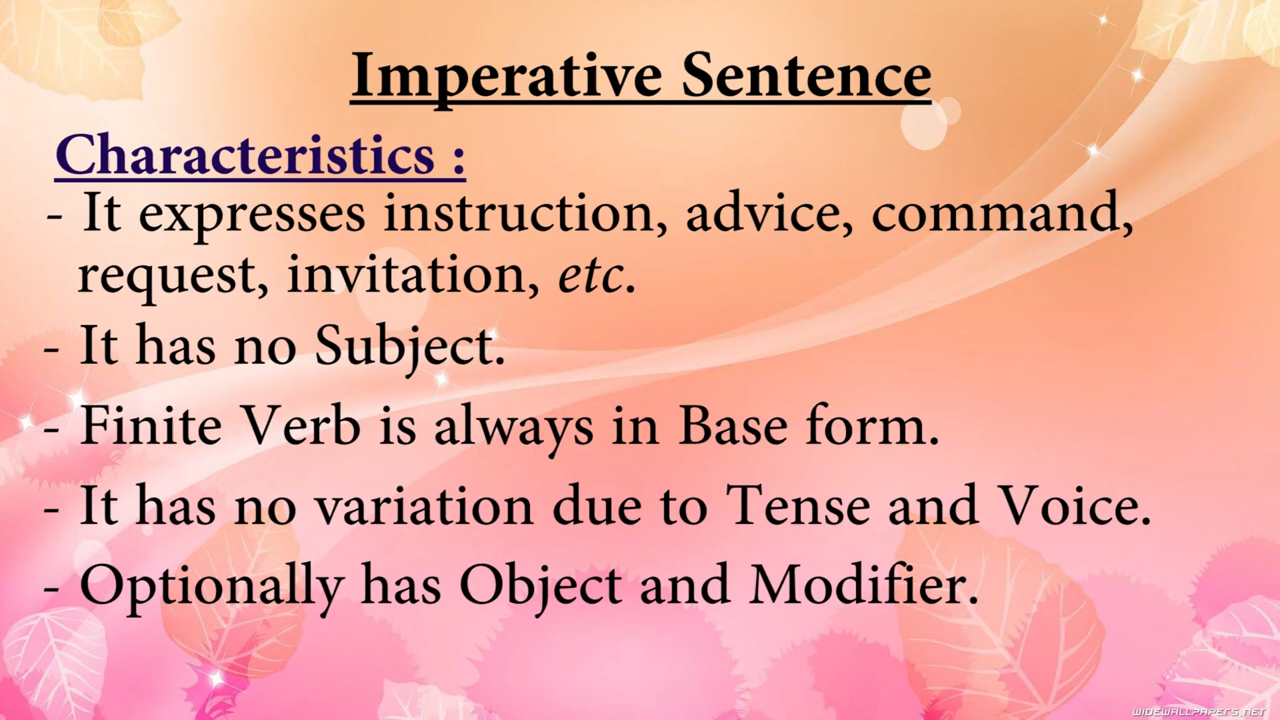 Imperative Sentence
Characteristics :
- It expresses instruction, advice, command,
request, invitation, etc.
- It has no Subject.
- Finite Verb is always in Base form.
- It has no variation due to Tense and Voice.
- Optionally has Object and Modifier.
WIDEWALLPAPERS.NET